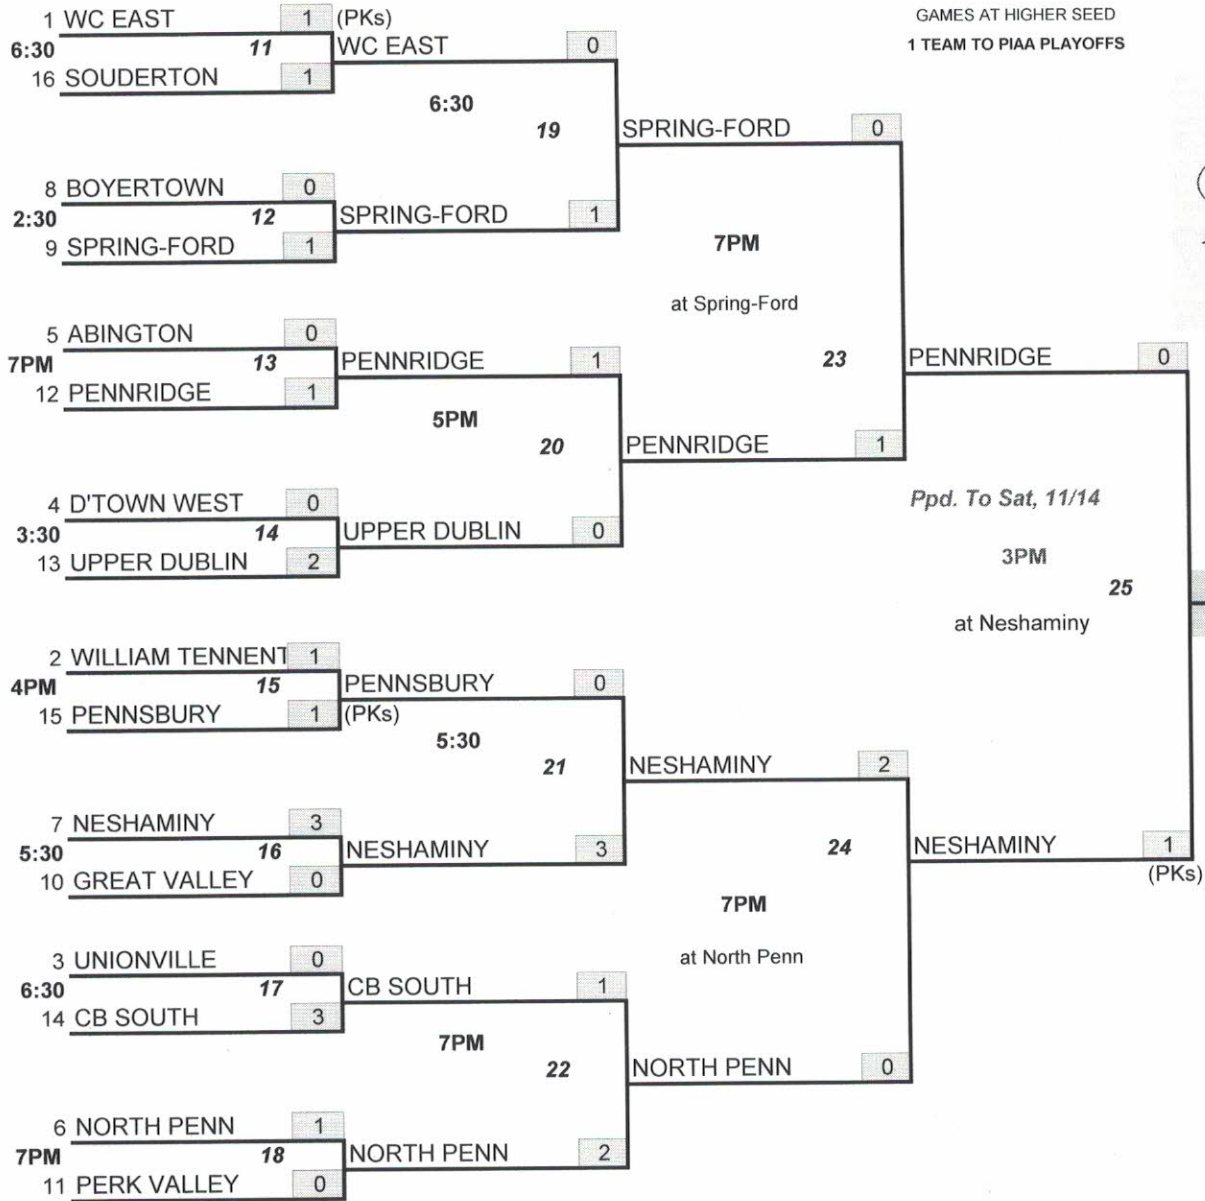 GAMES AT HIGHER SEED
1 TEAM TO PIAA PLAYOFFS
1 WC EAST 1 (PKs)
6:30 11
16 SOUDERTON 1
WC EAST 0
6:30
19
8 BOYERTOWN 0
2:30 12
9 SPRING-FORD 1
SPRING-FORD 1
SPRING-FORD 0
7PM
at Spring-Ford
23
5 ABINGTON 0
7PM 13
12 PENNRIDGE 1
PENNRIDGE 1
5PM
20
4 D'TOWN WEST 0
3:30 14
13 UPPER DUBLIN 2
UPPER DUBLIN 0
PENNRIDGE 1
PENNRIDGE 0
Ppd. To Sat, 11/14
3PM
25
at Neshaminy
2 WILLIAM TENNENT 1
4PM 15
15 PENNSBURY 1
PENNSBURY 0
(PKs)
5:30
21
7 NESHAMINY 3
5:30 16
10 GREAT VALLEY 0
NESHAMINY 3
NESHAMINY 2
24
7PM
at North Penn
NESHAMINY 1
(PKs)
3 UNIONVILLE 0
6:30 17
14 CB SOUTH 3
CB SOUTH 1
7PM
22
6 NORTH PENN 1
7PM 18
11 PERK VALLEY 0
NORTH PENN 2
NORTH PENN 0